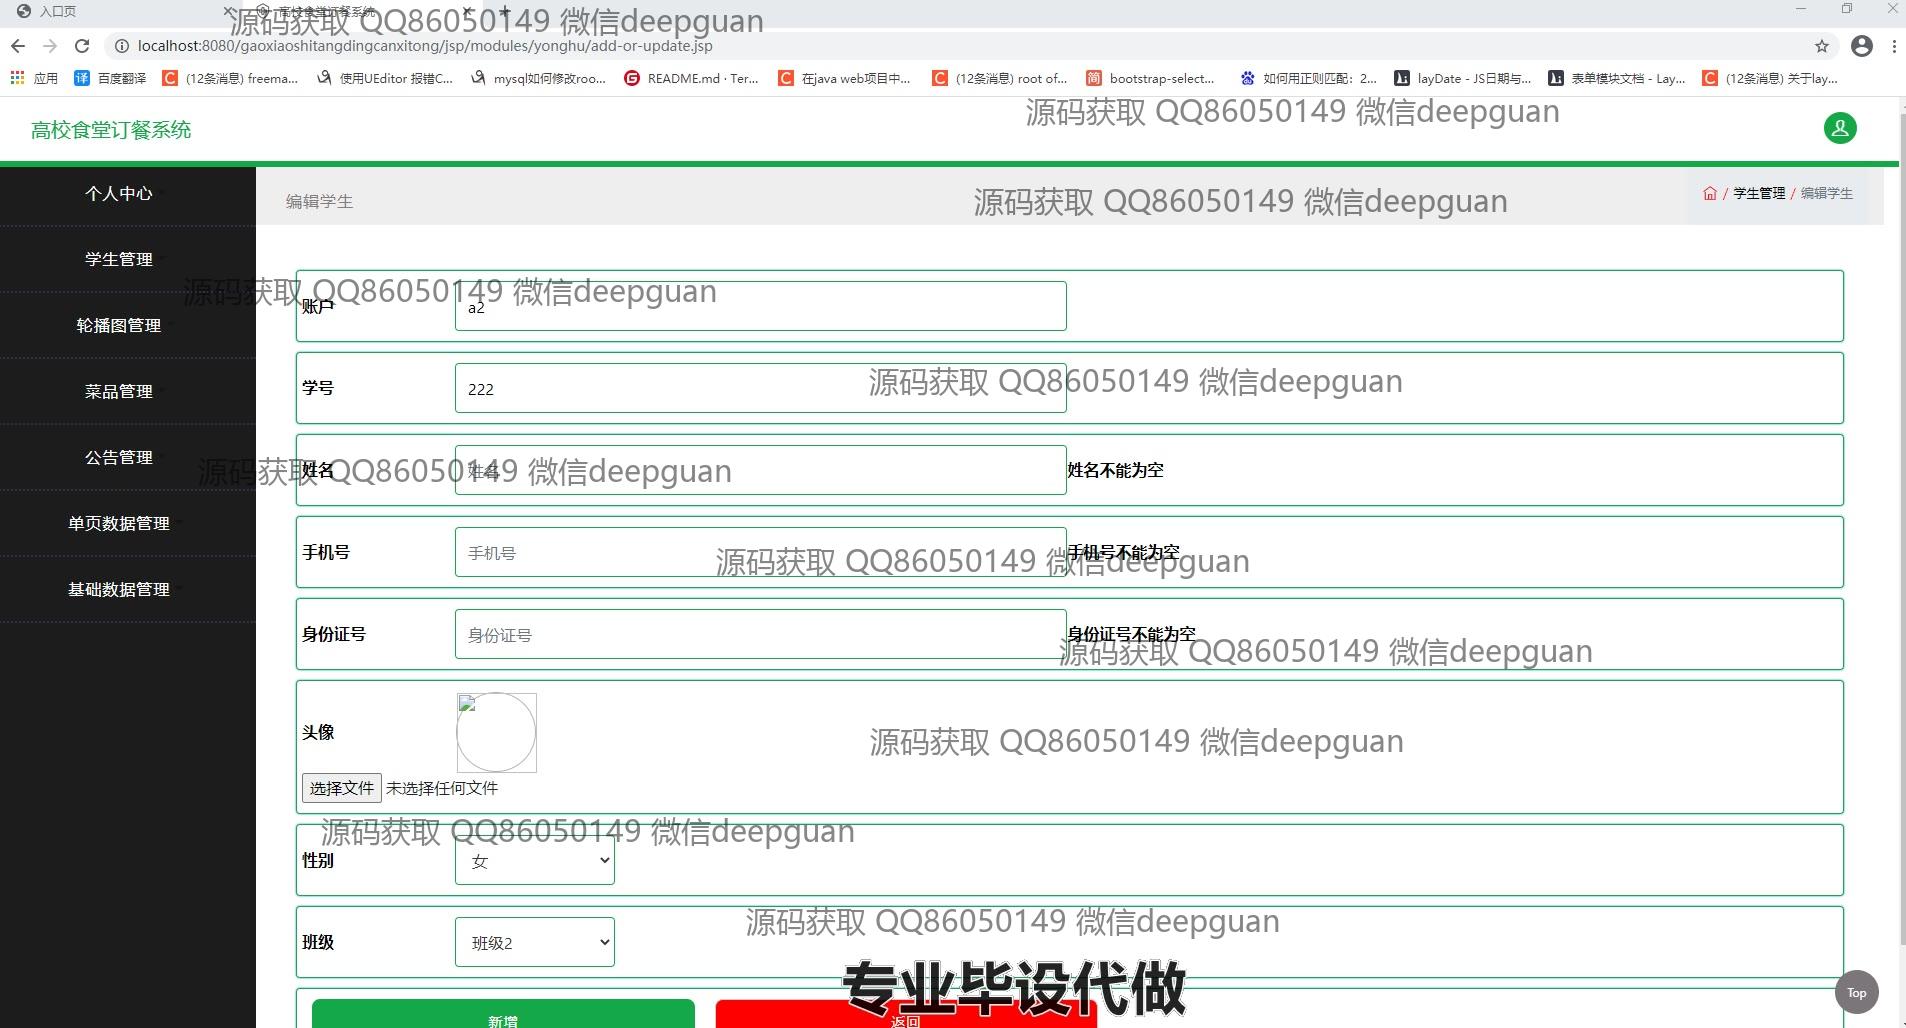 入口页
高校食堂订餐系统
源码获取 QQ86050149 微信deepguan
localhost:8080/gaoxiaoshitangdingcanxitong/jsp/modules/yonghu/add-or-update.jsp
应用 百度翻译 (12条消息) freema... 使用UEditor 报错C... mysql如何修改roo... README.md · Ter... 在java web项目中... (12条消息) root of... bootstrap-select... 如何用正则匹配：2... layDate - JS日期与... 表单模块文档 - Lay... (12条消息) 关于lay...
源码获取 QQ86050149 微信deepguan
高校食堂订餐系统
个人中心
学生管理
轮播图管理
菜品管理
公告管理
单页数据管理
基础数据管理
编辑学生
源码获取 QQ86050149 微信deepguan
/ 学生管理 / 编辑学生
源码获取 QQ86050149 微信deepguan
账户 a2
源码获取 QQ86050149 微信deepguan
学号 222
源码获取 QQ86050149 微信deepguan
姓名 姓名 姓名不能为空
手机号 手机号 手机号不能为空
源码获取 QQ86050149 微信deepguan
身份证号 身份证号 身份证号不能为空
源码获取 QQ86050149 微信deepguan
头像
源码获取 QQ86050149 微信deepguan
选择文件 未选择任何文件
源码获取 QQ86050149 微信deepguan
性别 女
源码获取 QQ86050149 微信deepguan
班级 班级2
专业毕设代做
Top
新增 返回